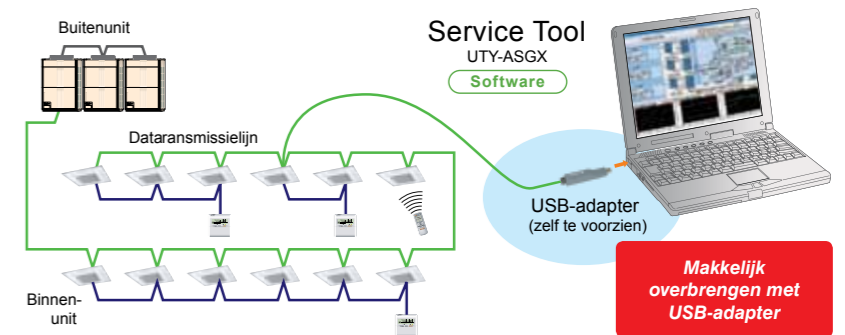 Buitenunit
Service Tool
UTY-ASGX
Software
Dataransmissielijn
USB-adapter
(zelf te voorzien)
Binnen-
unit
Makkelijk
overbrengen met
USB-adapter